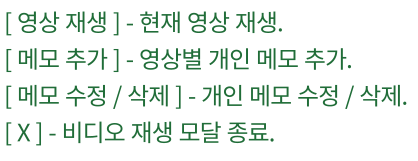 [ 영상 재생 ] - 현재 영상 재생.
[ 메모 추가 ] - 영상별 개인 메모 추가.
[ 메모 수정 / 삭제 ] - 개인 메모 수정 / 삭제.
[ X ] - 비디오 재생 모달 종료.